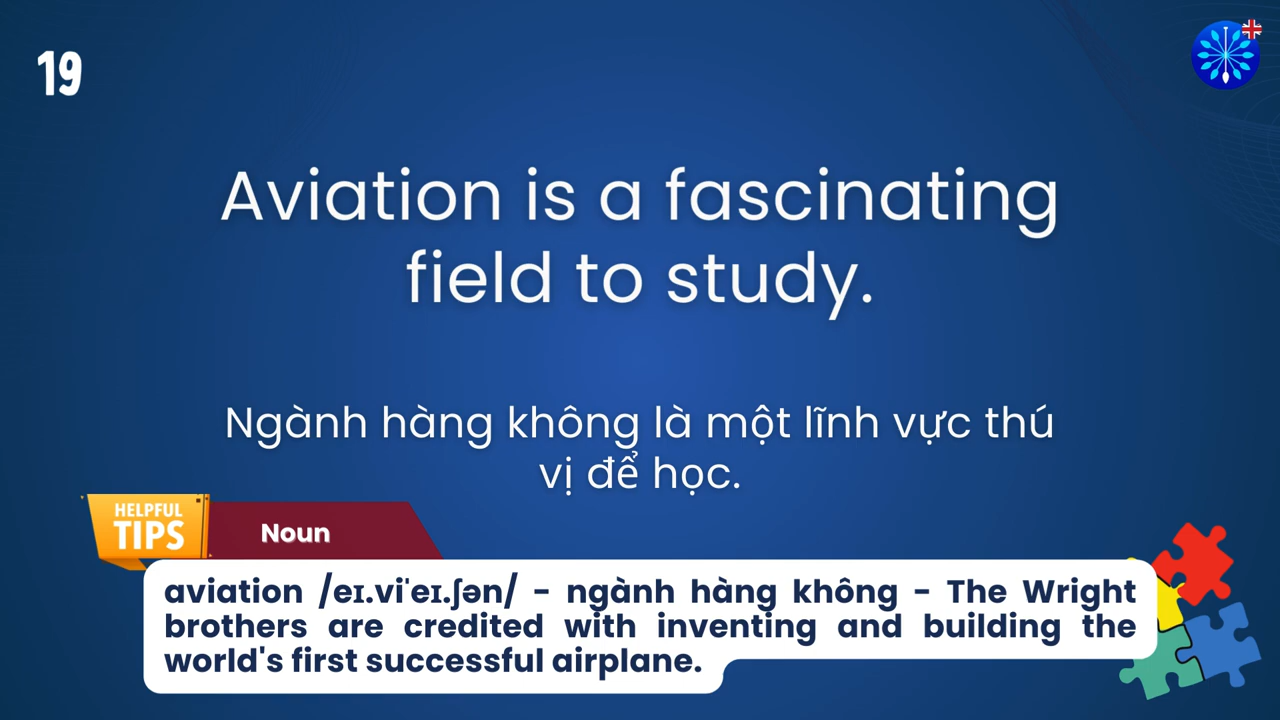 19
Aviation is a fascinating
field to study.
Ngành hàng không là một lĩnh vực thú
vị để học.
HELPFUL
TIPS
Noun
aviation /eɪ.viˈeɪ.ʃən/ - ngành hàng không - The Wright
brothers are credited with inventing and building the
world's first successful airplane.